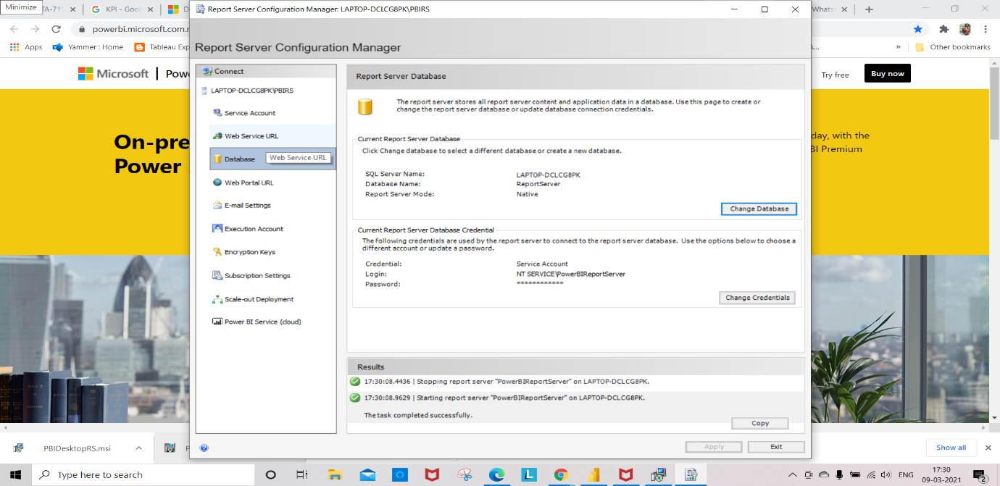 Minimize
TA-715
KPI - Goo
Di
Report Server Configuration Manager: LAPTOP-DCLCG8PK\PBIRS
WhatsA
powerbi.microsoft.com
Apps
Yammer : Home
Tableau Exp
A...
»
Other bookmarks
Report Server Configuration Manager
Microsoft
Pow
Try free
Buy now
On-pre
Power
day, with the
BI Premium
Connect
LAPTOP-DCLCG8PK\PBIRS
Service Account
Web Service URL
Database
Web Service URL
Web Portal URL
E-mail Settings
Execution Account
Encryption Keys
Subscription Settings
Scale-out Deployment
Power BI Service (cloud)
Report Server Database
The report server stores all report server content and application data in a database. Use this page to create or
change the report server database or update database connection credentials.
Current Report Server Database
Click Change database to select a different database or create a new database.
SQL Server Name: LAPTOP-DCLCG8PK
Database Name: ReportServer
Report Server Mode: Native
Change Database
Current Report Server Database Credential
The following credentials are used by the report server to connect to the report server database. Use the options below to choose a
different account or update a password.
Credential: Service Account
Login: NT SERVICE\PowerBIReportServer
Password: ************
Change Credentials
Results
17:30:08.4436 | Stopping report server "PowerBIReportServer" on LAPTOP-DCLCG8PK.
17:30:08.9629 | Starting report server "PowerBIReportServer" on LAPTOP-DCLCG8PK.
The task completed successfully.
Copy
Apply
Exit
PBIDesktopRS.msi
Show all
Type here to search
ENG
17:30
09-03-2021
2